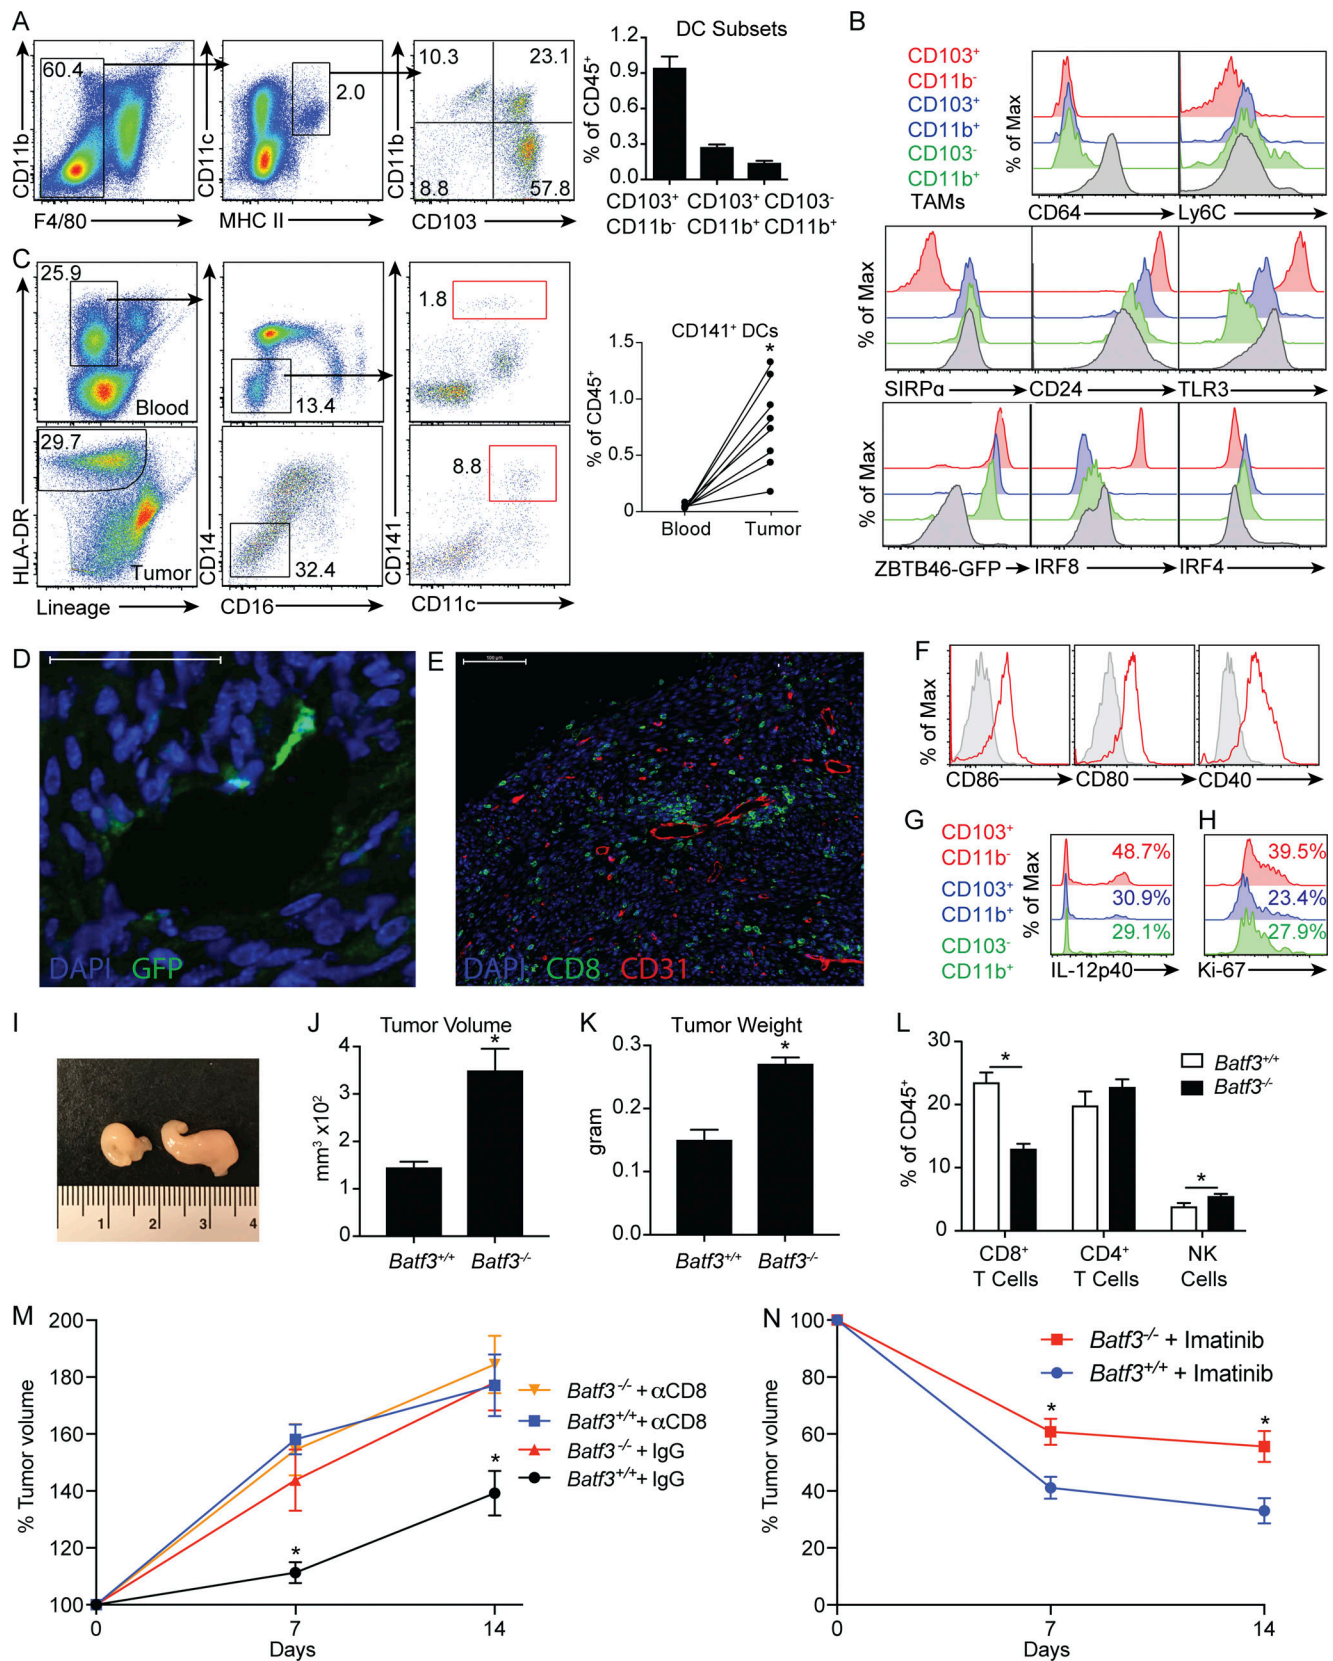 A
60.4
CD11b
F4/80
2.0
CD11c
MHC II
10.3
23.1
8.8
57.8
CD11b
CD103
DC Subsets
1.2
0.9
0.6
0.3
0.0
% of CD45⁺
CD103⁺ CD103⁺ CD103⁻
CD11b⁻ CD11b⁺ CD11b⁺
B
CD103⁺
CD11b⁻
CD103⁺
CD11b⁺
CD103⁻
CD11b⁺
TAMs
% of Max
CD64
Ly6C
% of Max
SIRPα
CD24
TLR3
% of Max
ZBTB46-GFP
IRF8
IRF4
C
25.9
Blood
29.7
Tumor
HLA-DR
Lineage
13.4
32.4
CD14
CD16
1.8
8.8
CD141
CD11c
CD141⁺ DCs
*
1.5
1.0
0.5
0
% of CD45⁺
Blood
Tumor
D
DAPI GFP
E
100 µm
DAPI CD8 CD31
F
% of Max
CD86
CD80
CD40
G
CD103⁺
CD11b⁻
CD103⁺
CD11b⁺
CD103⁻
CD11b⁺
% of Max
48.7%
30.9%
29.1%
IL-12p40
H
39.5%
23.4%
27.9%
Ki-67
I
1 2 3 4
J
Tumor Volume
*
4
3
2
1
0
mm³ x10²
Batf3⁺/⁺ Batf3⁻/⁻
K
Tumor Weight
*
0.3
0.2
0.1
0.0
gram
Batf3⁺/⁺ Batf3⁻/⁻
L
30
20
10
0
% of CD45⁺
*
*
Batf3⁺/⁺
Batf3⁻/⁻
CD8⁺
T Cells
CD4⁺
T Cells
NK
Cells
M
200
180
160
140
120
100
% Tumor volume
*
*
Batf3⁻/⁻ + αCD8
Batf3⁺/⁺ + αCD8
Batf3⁻/⁻ + IgG
Batf3⁺/⁺ + IgG
0 7 14
Days
N
100
80
60
40
20
0
% Tumor volume
*
*
Batf3⁻/⁻ + Imatinib
Batf3⁺/⁺ + Imatinib
0 7 14
Days